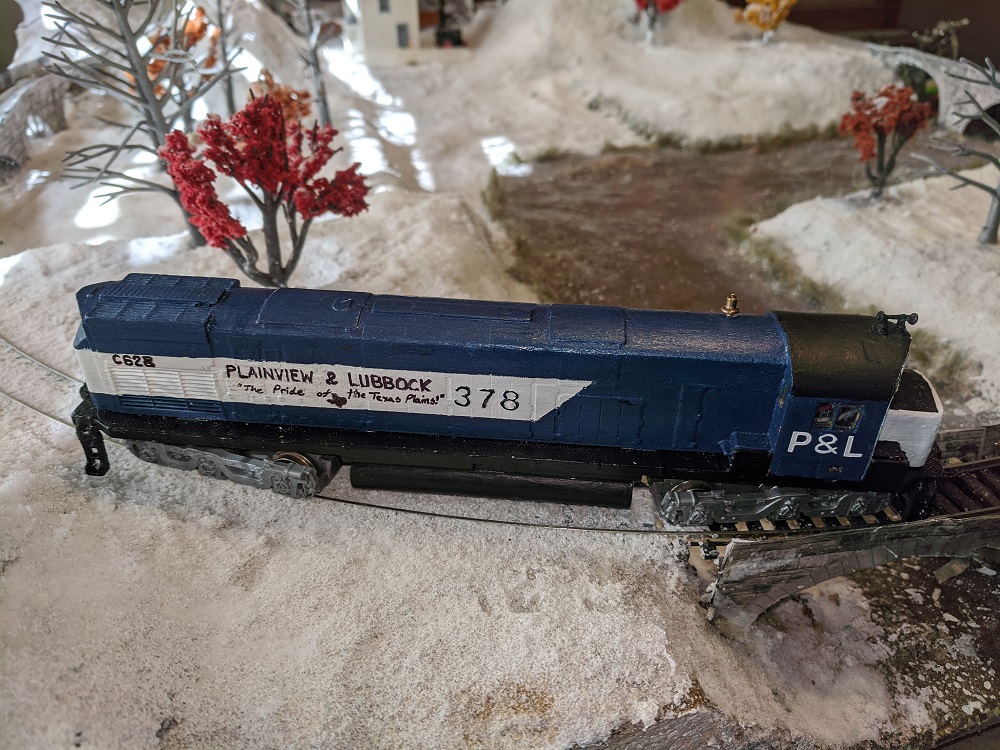 C628
PLAINVIEW & LUBBOCK
"The Pride of the Texas Plains!"
378
P&L